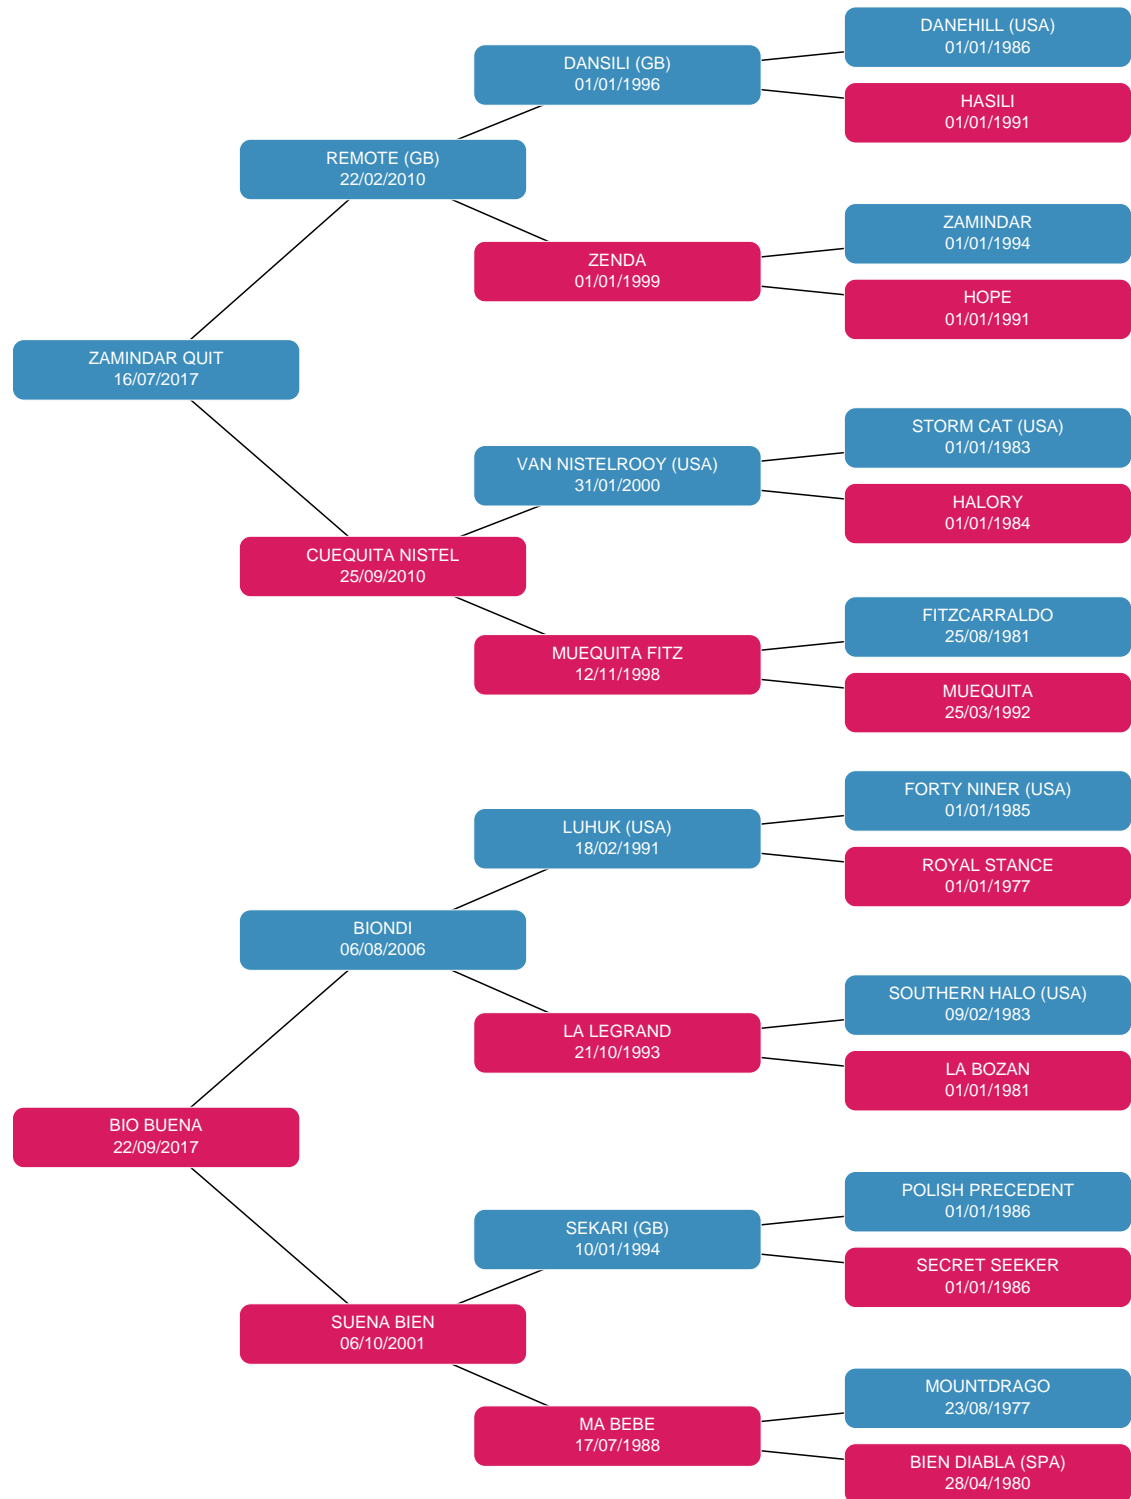 DANEHILL (USA)
01/01/1986
DANSILI (GB)
01/01/1996
HASILI
01/01/1991
REMOTE (GB)
22/02/2010
ZAMINDAR
01/01/1994
ZENDA
01/01/1999
HOPE
01/01/1991
ZAMINDAR QUIT
16/07/2017
STORM CAT (USA)
01/01/1983
VAN NISTELROOY (USA)
31/01/2000
HALORY
01/01/1984
CUEQUITA NISTEL
25/09/2010
FITZCARRALDO
25/08/1981
MUEQUITA FITZ
12/11/1998
MUEQUITA
25/03/1992
FORTY NINER (USA)
01/01/1985
LUHUK (USA)
18/02/1991
ROYAL STANCE
01/01/1977
BIONDI
06/08/2006
SOUTHERN HALO (USA)
09/02/1983
LA LEGRAND
21/10/1993
LA BOZAN
01/01/1981
BIO BUENA
22/09/2017
POLISH PRECEDENT
01/01/1986
SEKARI (GB)
10/01/1994
SECRET SEEKER
01/01/1986
SUENA BIEN
06/10/2001
MOUNTDRAGO
23/08/1977
MA BEBE
17/07/1988
BIEN DIABLA (SPA)
28/04/1980